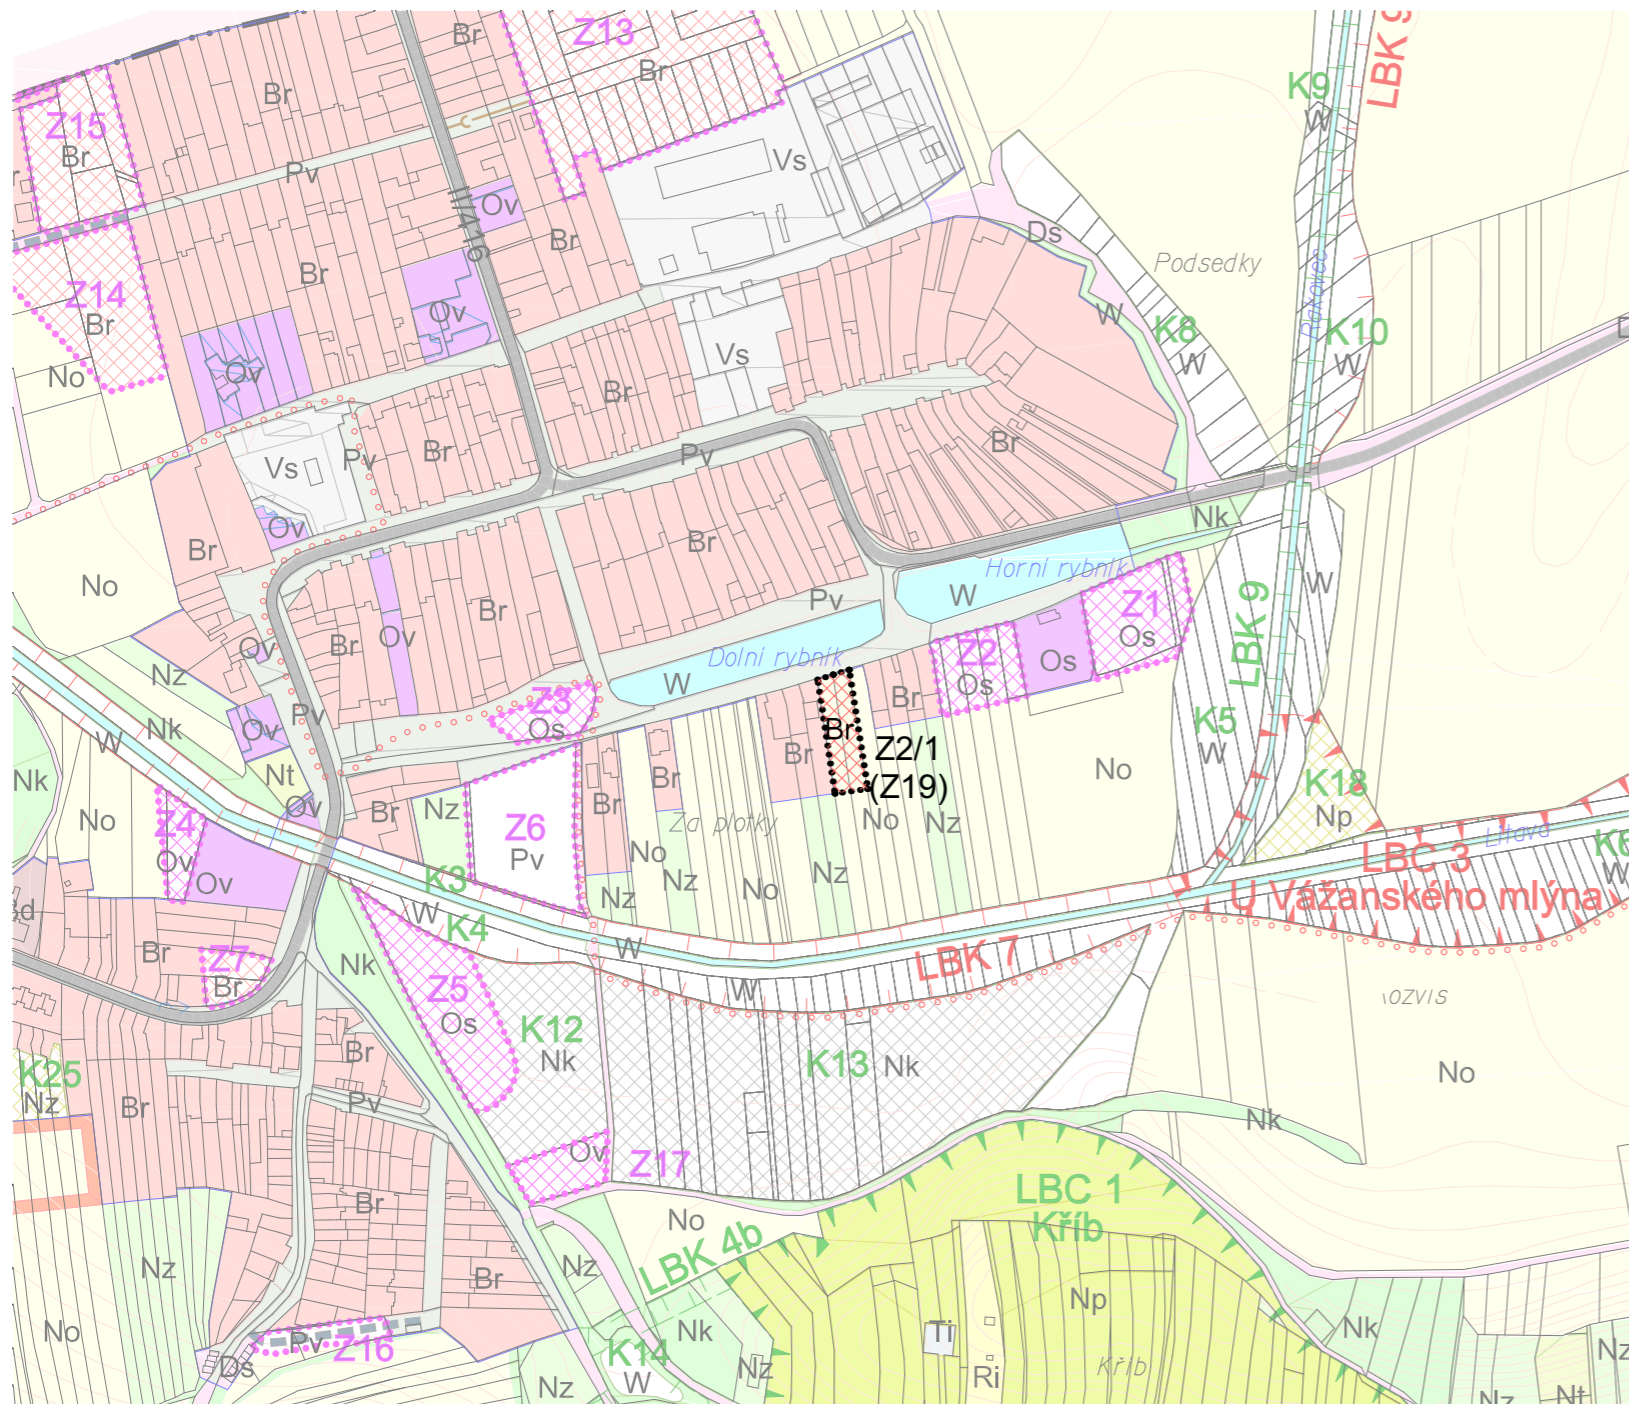 Z13
Br
Br
LBK 9
Br
K9
W
Z15
Br
Vs
Pv
Ov
III/416
Br
Ds
Podsedky
Rakovec
Br
Z14
Br
Ov
W
K8
W
K10
W
No
Ov
Vs
Br
Br
Br
Vs
Pv
Pv
Ov
Br
Nk
Br
Horní rybník
No
W
Pv
Z1
Os
W
LBK 9
Br
Ov
Br
Ov
Z2
Os
Os
Dolní rybník
W
Nz
Nk
Ov
Pv
Z3
Os
Br
Br
Z2/1
(Z19)
Br
K5
W
W
Nk
Nt
Ov
Br
Br
Br
No
K18
Np
No
Z4
Ov
Ov
Nz
Z6
Pv
Za plotky
No
Nz
No
Nz
No
Nz
Litava
K6
W
LBC 3
U Vážanského mlýna
K3
W
K4
Nz
W
LBK 7
W
Br
Z7
Br
Nk
Z5
Os
K12
Nk
K13
Nk
No
K25
Nz
Br
Br
Pv
Nk
Ov
Z17
LBC 1
Kříb
Br
No
LBK 4b
Nz
Nz
Br
Np
No
Pv
Z16
Ds
K14
W
Nk
Nz
Nz
Ti
Ri
Kříb
Nk
Nz
Nz
Nt